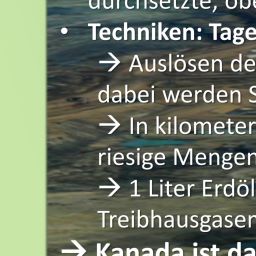 durchsetzte, obe
• Techniken: Tage
→ Auslösen de
dabei werden S
→ In kilometer
riesige Mengen
→ 1 Liter Erdöl
Treibhausgasen
→ Kanada ist da